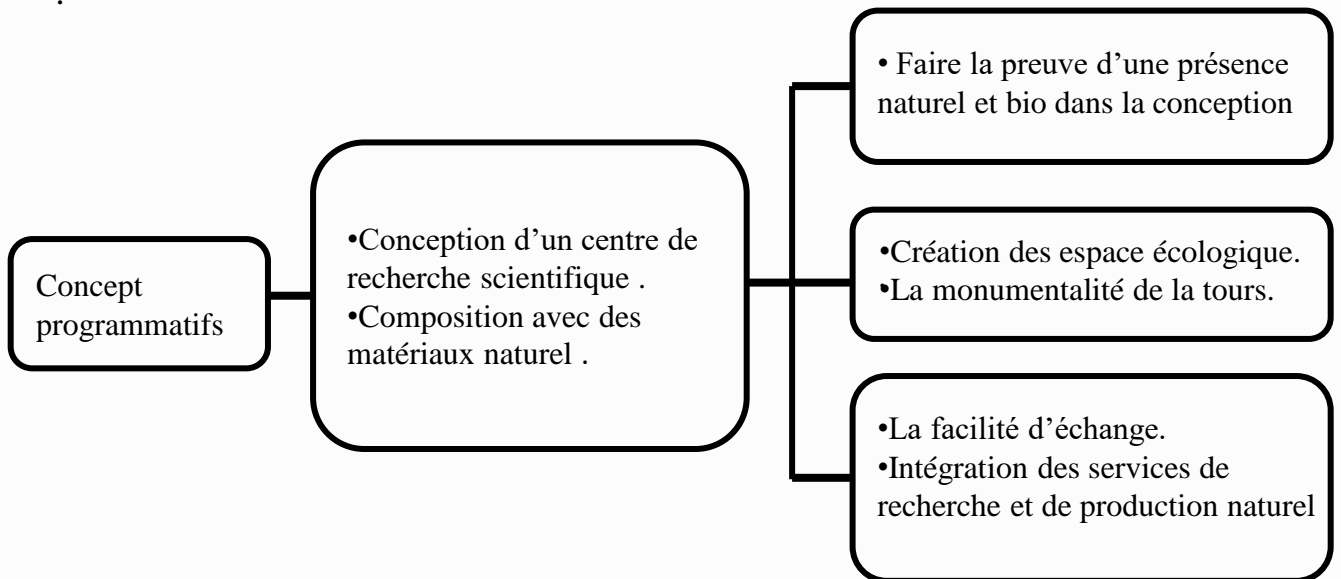 .
Concept
programmatifs
•Conception d’un centre de
recherche scientifique .
•Composition avec des
matériaux naturel .
• Faire la preuve d’une présence
naturel et bio dans la conception
•Création des espace écologique.
•La monumentalité de la tours.
•La facilité d’échange.
•Intégration des services de
recherche et de production naturel